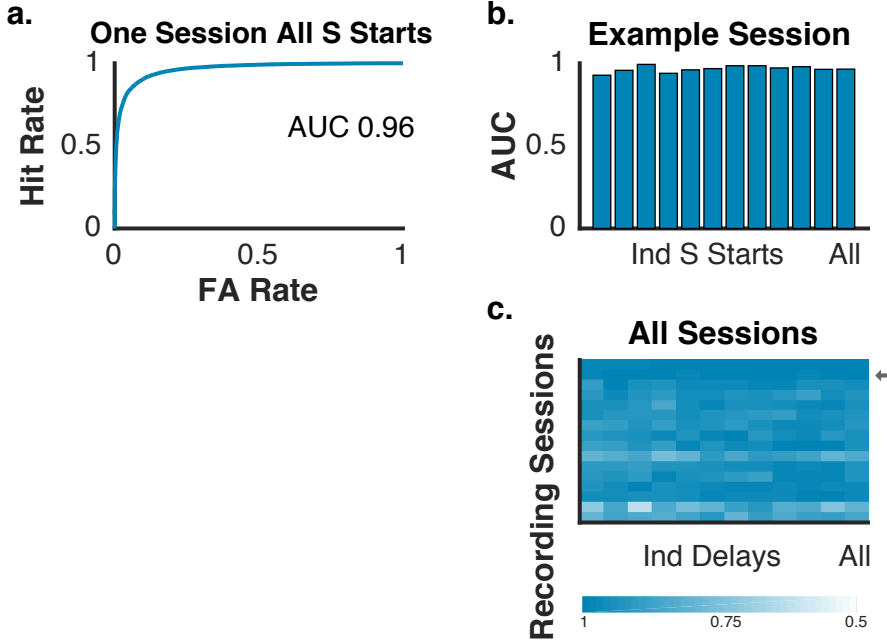 a.
One Session All S Starts
1
0.5
0
Hit Rate
AUC 0.96
0 0.5 1
FA Rate
b.
Example Session
1
0.5
0
AUC
Ind S Starts All
c.
All Sessions
Recording Sessions
Ind Delays All
1 0.75 0.5